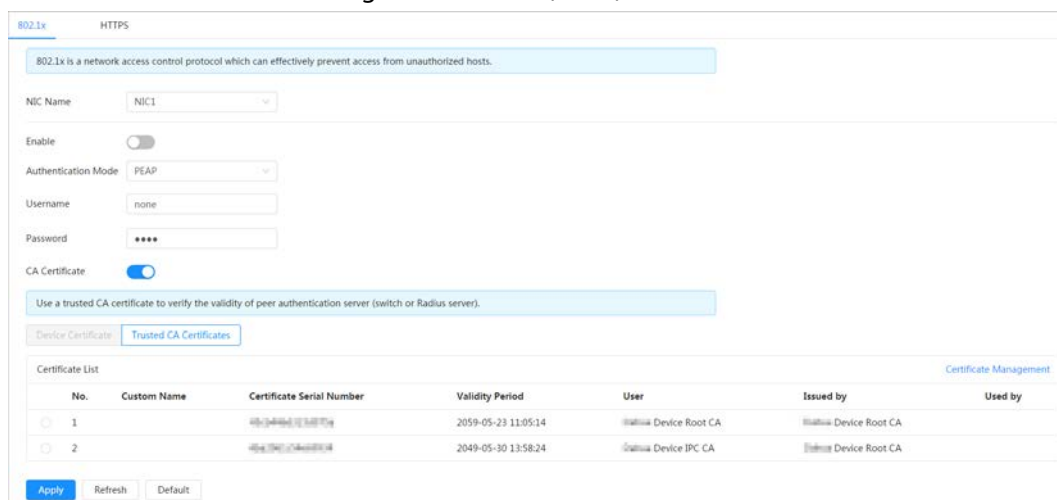 802.1x HTTPS
802.1x is a network access control protocol which can effectively prevent access from unauthorized hosts.
NIC Name NIC1
Enable
Authentication Mode PEAP
Username none
Password ••••
CA Certificate
Use a trusted CA certificate to verify the validity of peer authentication server (switch or Radius server).
Device Certificate Trusted CA Certificates
Certificate List Certificate Management
No. Custom Name Certificate Serial Number Validity Period User Issued by Used by
1 2059-05-23 11:05:14 Device Root CA Device Root CA
2 2049-05-30 13:58:24 Device IPC CA Device Root CA
Apply Refresh Default